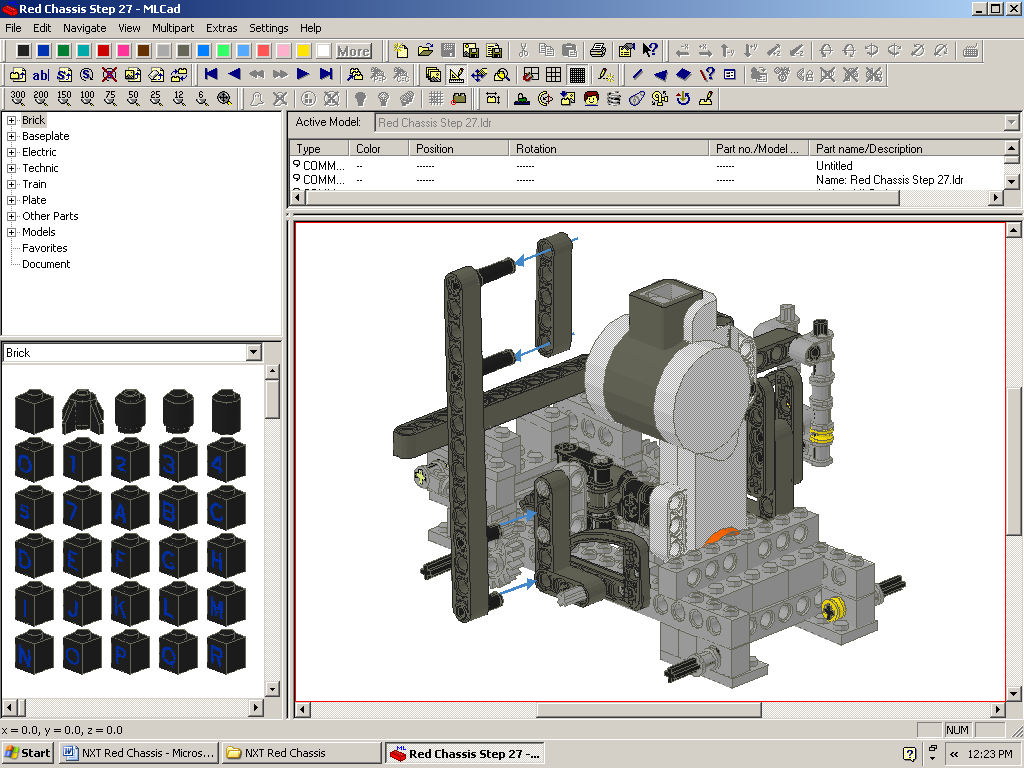 Red Chassis Step 27 - MLCad
File Edit Navigate View Multipart Extras Settings Help
More
ab
300 200 150 100 75 50 25 12 6
Brick
Baseplate
Electric
Technic
Train
Plate
Other Parts
Models
Favorites
Document
Active Model: Red Chassis Step 27.ldr
Type Color Position Rotation Part no./Model ... Part name/Description
COMM... -- ------ ------ ------ Untitled
COMM... -- ------ ------ ------ Name: Red Chassis Step 27.ldr
Brick
0 1 2 3 4
5 7 A B C
D E F G H
I J K L M
N O P Q R
x = 0.0, y = 0.0, z = 0.0
NUM
Start
NXT Red Chassis - Micros...
NXT Red Chassis
Red Chassis Step 27 -...
12:23 PM